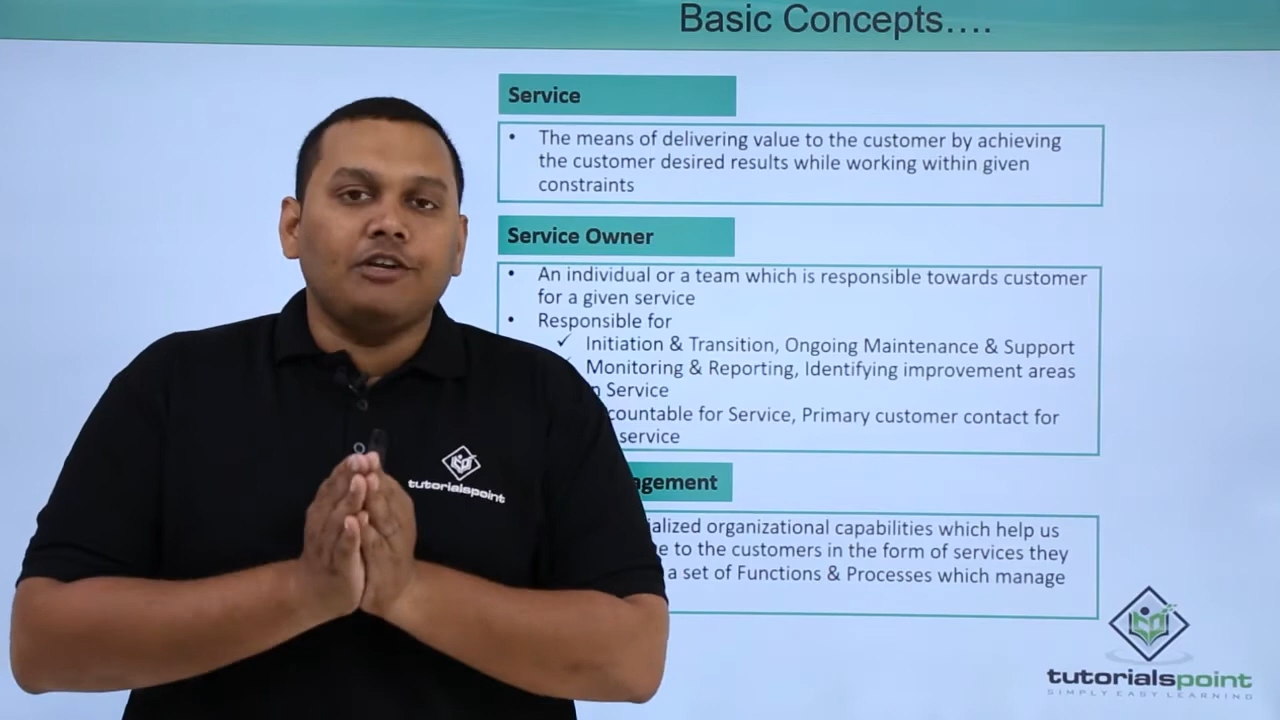 Basic Concepts....
Service
• The means of delivering value to the customer by achieving
the customer desired results while working within given
constraints
Service Owner
• An individual or a team which is responsible towards customer
for a given service
• Responsible for
✓ Initiation & Transition, Ongoing Maintenance & Support
Monitoring & Reporting, Identifying improvement areas
Service
for Service, Primary customer contact for
service
organizational capabilities which help us
to the customers in the form of services they
a set of Functions & Processes which manage
tutorialspoint
tutorialspoint
SIMPLY EASY LEARNING